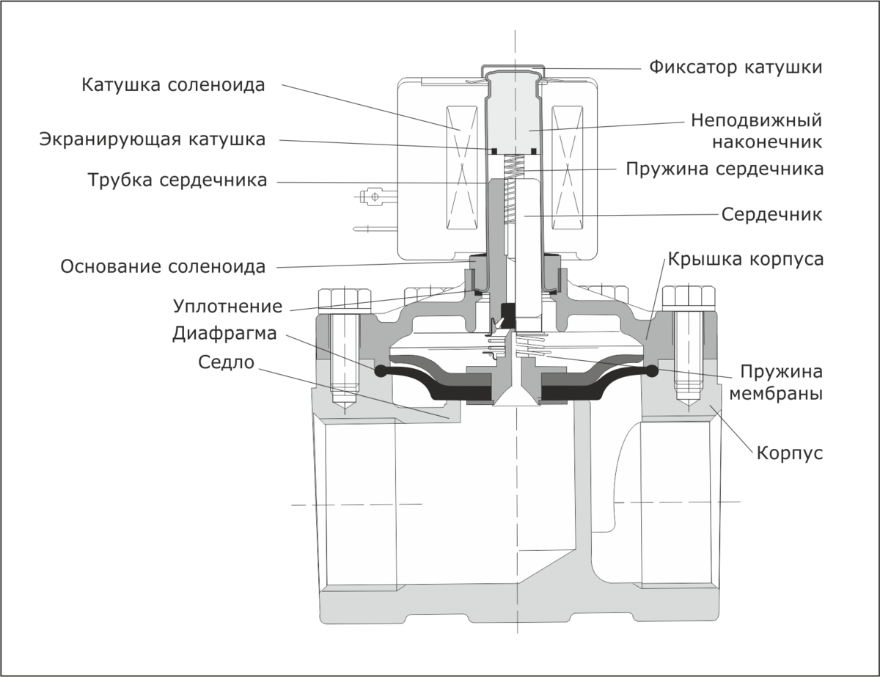 Катушка соленоида
Экранирующая катушка
Трубка сердечника
Основание соленоида
Уплотнение
Диафрагма
Седло
Фиксатор катушки
Неподвижный
наконечник
Пружина сердечника
Сердечник
Крышка корпуса
Пружина
мембраны
Корпус